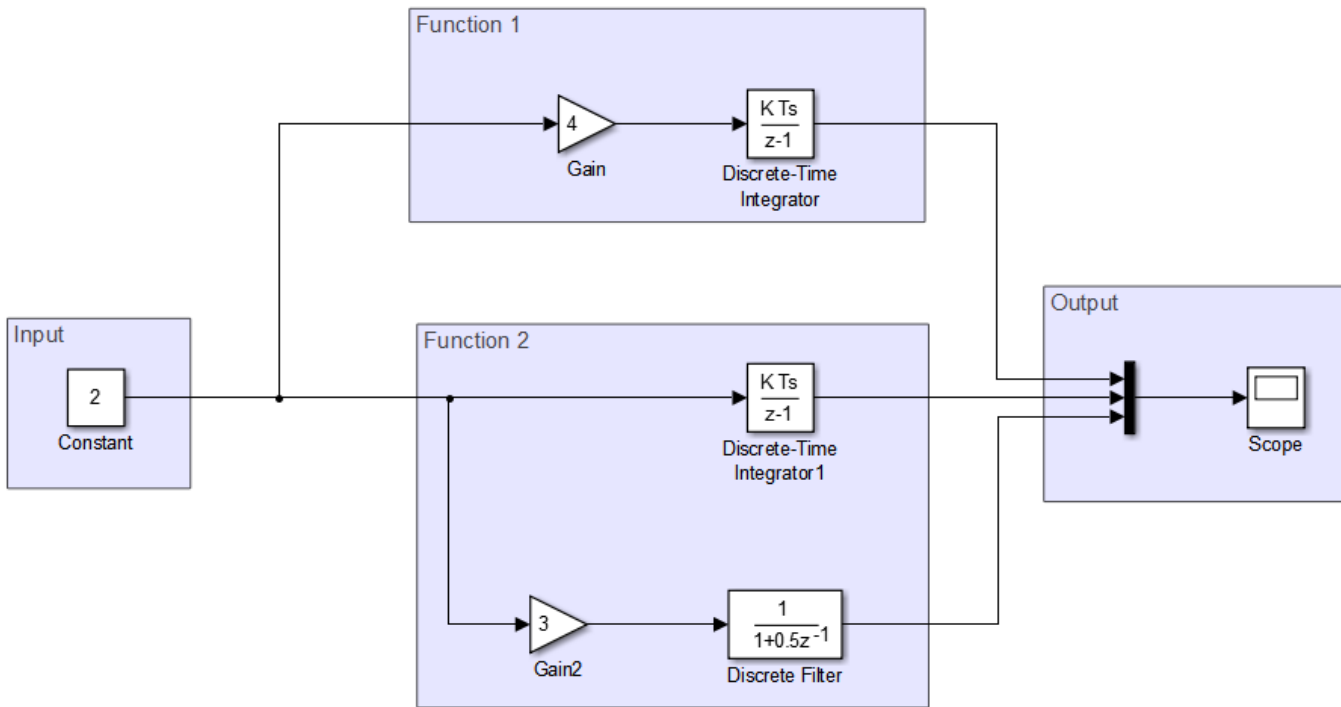 Function 1
4
K Ts
z-1
Gain
Discrete-Time
Integrator
Input
2
Constant
Function 2
K Ts
z-1
Discrete-Time
Integrator1
3
1
1+0.5z-1
Gain2
Discrete Filter
Output
Scope